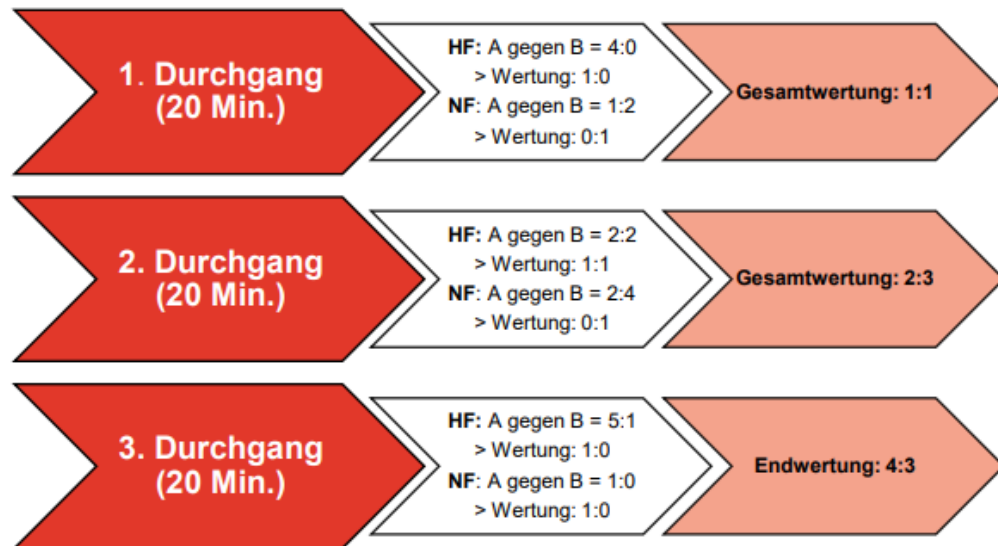 1. Durchgang
(20 Min.)
HF: A gegen B = 4:0
> Wertung: 1:0
NF: A gegen B = 1:2
> Wertung: 0:1
Gesamtwertung: 1:1
2. Durchgang
(20 Min.)
HF: A gegen B = 2:2
> Wertung: 1:1
NF: A gegen B = 2:4
> Wertung: 0:1
Gesamtwertung: 2:3
3. Durchgang
(20 Min.)
HF: A gegen B = 5:1
> Wertung: 1:0
NF: A gegen B = 1:0
> Wertung: 1:0
Endwertung: 4:3